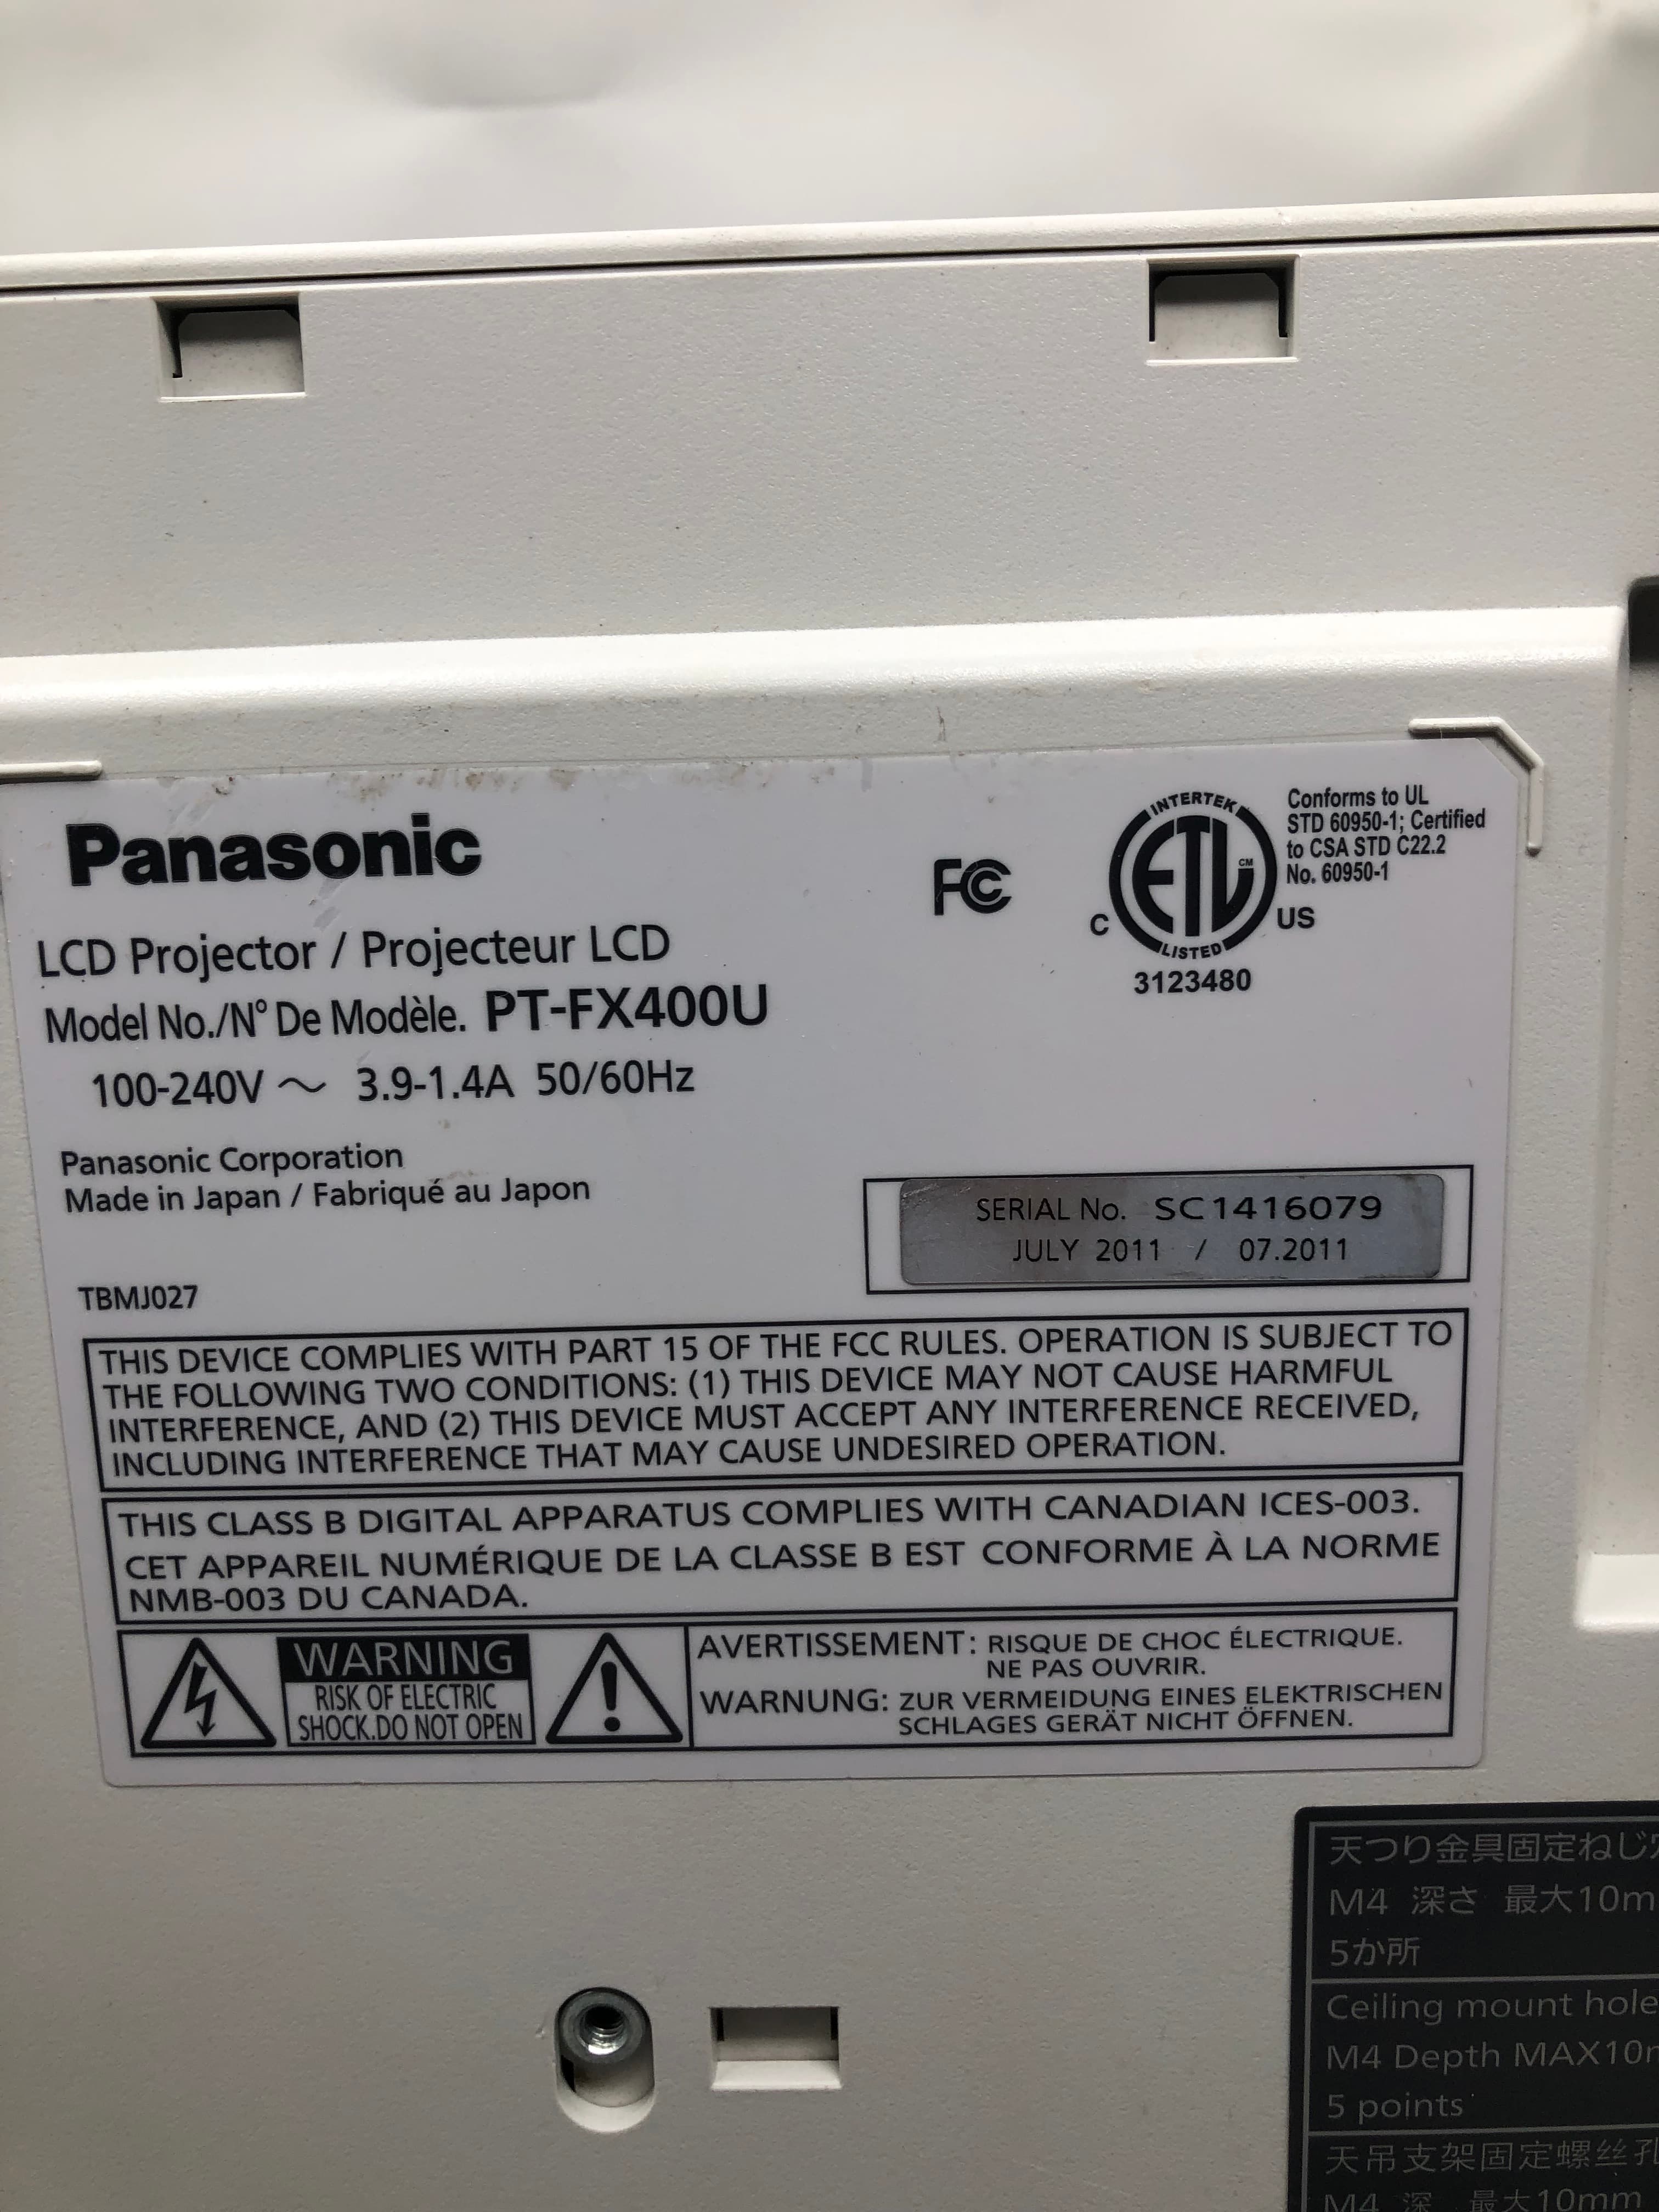 Panasonic
LCD Projector / Projecteur LCD
Model No./N° De Modèle. PT-FX400U
100-240V ～ 3.9-1.4A 50/60Hz
Panasonic Corporation
Made in Japan / Fabriqué au Japon
TBMJ027
FC
INTERTEK
ETL CM
LISTED
C US
3123480
Conforms to UL
STD 60950-1; Certified
to CSA STD C22.2
No. 60950-1
SERIAL No. SC1416079
JULY 2011 / 07.2011
THIS DEVICE COMPLIES WITH PART 15 OF THE FCC RULES. OPERATION IS SUBJECT TO
THE FOLLOWING TWO CONDITIONS: (1) THIS DEVICE MAY NOT CAUSE HARMFUL
INTERFERENCE, AND (2) THIS DEVICE MUST ACCEPT ANY INTERFERENCE RECEIVED,
INCLUDING INTERFERENCE THAT MAY CAUSE UNDESIRED OPERATION.
THIS CLASS B DIGITAL APPARATUS COMPLIES WITH CANADIAN ICES-003.
CET APPAREIL NUMÉRIQUE DE LA CLASSE B EST CONFORME À LA NORME
NMB-003 DU CANADA.
WARNING
RISK OF ELECTRIC
SHOCK.DO NOT OPEN
AVERTISSEMENT: RISQUE DE CHOC ÉLECTRIQUE.
NE PAS OUVRIR.
WARNUNG: ZUR VERMEIDUNG EINES ELEKTRISCHEN
SCHLAGES GERÄT NICHT ÖFFNEN.
天つり金具固定ねじ
M4 深さ 最大10m
5か所
Ceiling mount hole
M4 Depth MAX10
5 points
天吊支架固定螺丝孔
M4 深 最大10mm